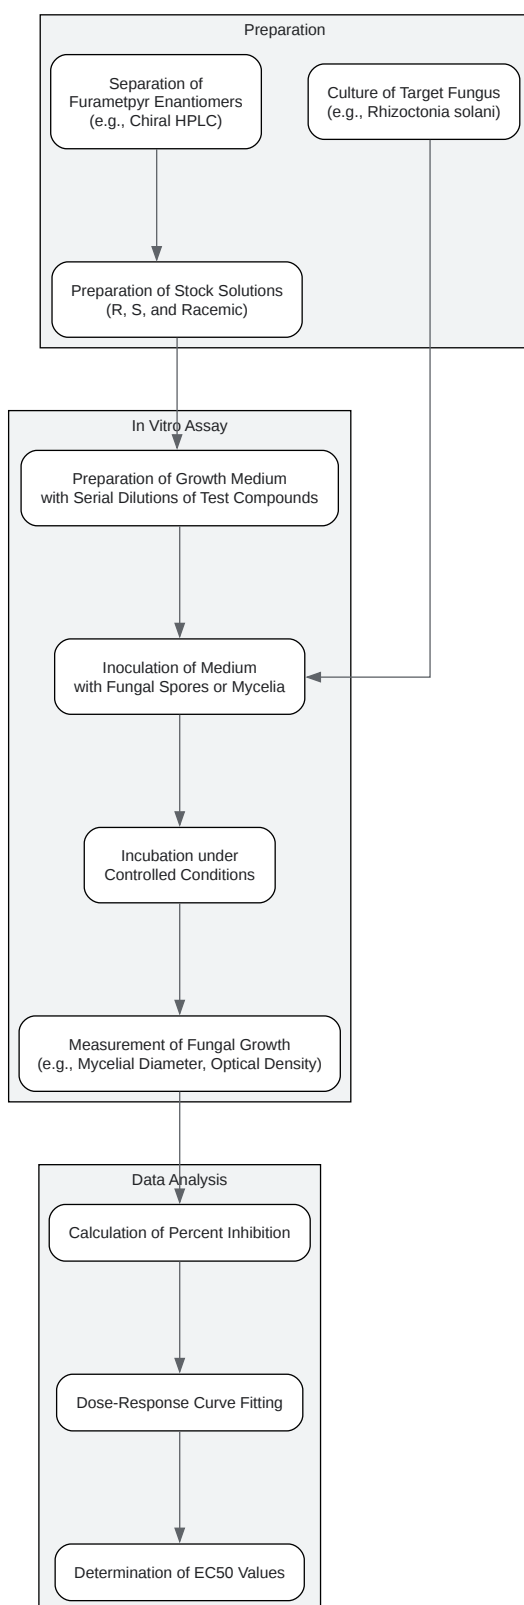 Preparation
Separation of
Furametpyr Enantiomers
(e.g., Chiral HPLC)
Culture of Target Fungus
(e.g., Rhizoctonia solani)
Preparation of Stock Solutions
(R, S, and Racemic)
In Vitro Assay
Preparation of Growth Medium
with Serial Dilutions of Test Compounds
Inoculation of Medium
with Fungal Spores or Mycelia
Incubation under
Controlled Conditions
Measurement of Fungal Growth
(e.g., Mycelial Diameter, Optical Density)
Data Analysis
Calculation of Percent Inhibition
Dose-Response Curve Fitting
Determination of EC50 Values